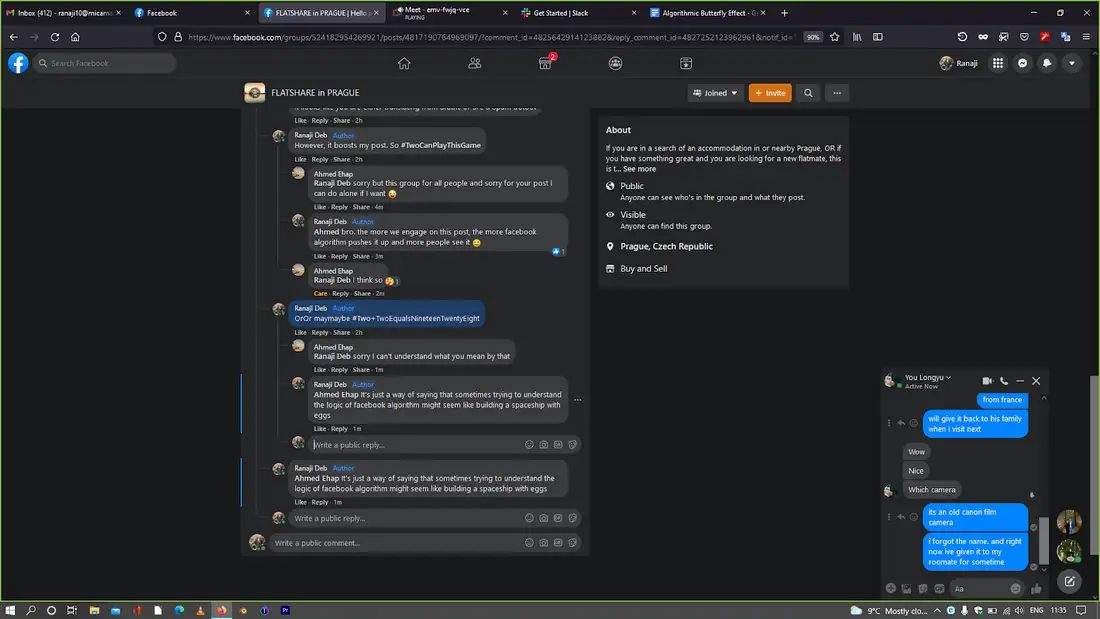 Inbox (412) - ranaji10@micama
Facebook
FLATSHARE in PRAGUE | Hello p
Meet - emv-fwjq-vce
PLAYING
Get Started | Slack
Algorithmic Butterfly Effect - G
https://www.facebook.com/groups/524182954269921/posts/4817190764969097/?comment_id=4825642914123882&reply_comment_id=4827252123962961&notif_id=1
90%
Search Facebook
2
Ranaji
FLATSHARE in PRAGUE
Joined
+ Invite
Like · Reply · Share · 2h
Ranaji Deb Author
However, it boosts my post. So #TwoCanPlayThisGame
Like · Reply · Share · 2h
Ahmed Ehap
Ranaji Deb sorry but this group for all people and sorry for your post I
can do alone if I want 😂
Like · Reply · Share · 4m
Ranaji Deb Author
Ahmed bro. the more we engage on this post, the more facebook
algorithm pushes it up and more people see it 😀
1
Like · Reply · Share · 3m
Ahmed Ehap
Ranaji Deb I think so
1
Care · Reply · Share · 2m
Ranaji Deb Author
OrOr maymaybe #Two+TwoEqualsNineteenTwentyEight
Like · Reply · Share · 2h
Ahmed Ehap
Ranaji Deb sorry I can't understand what you mean by that
Like · Reply · Share · 1m
Ranaji Deb Author
Ahmed Ehap It's just a way of saying that sometimes trying to understand
the logic of facebook algorithm might seem like building a spaceship with
eggs
Like · Reply · 1m
Write a public reply...
Ranaji Deb Author
Ahmed Ehap it's just a way of saying that sometimes trying to understand the
logic of facebook algorithm might seem like building a spaceship with eggs
Like · Reply · 1m
Write a public reply...
Write a public comment...
About
If you are in a search of an accommodation in or nearby Prague, OR if
you have something great and you are looking for a new flatmate, this
is t... See more
Public
Anyone can see who's in the group and what they post.
Visible
Anyone can find this group.
Prague, Czech Republic
Buy and Sell
You Longyu
Active Now
from france
will give it back to his family
when i visit next
Wow
Nice
Which camera
its an old canon film
camera
i forgot the name. and right
now ive given it to my
roomate for sometime
Aa
9°C Mostly clo...
ENG
11:35